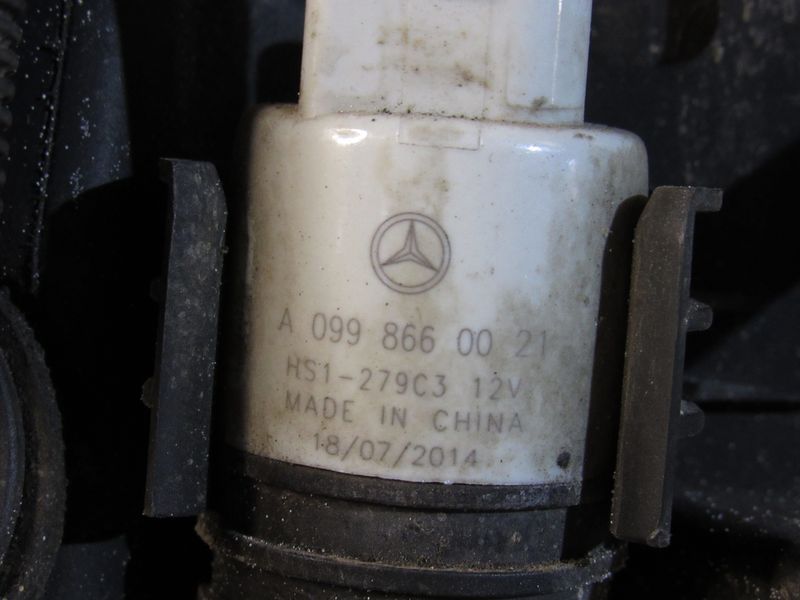 A 099 866 00 21
HS1-279C3 12V
MADE IN CHINA
18/07/2014